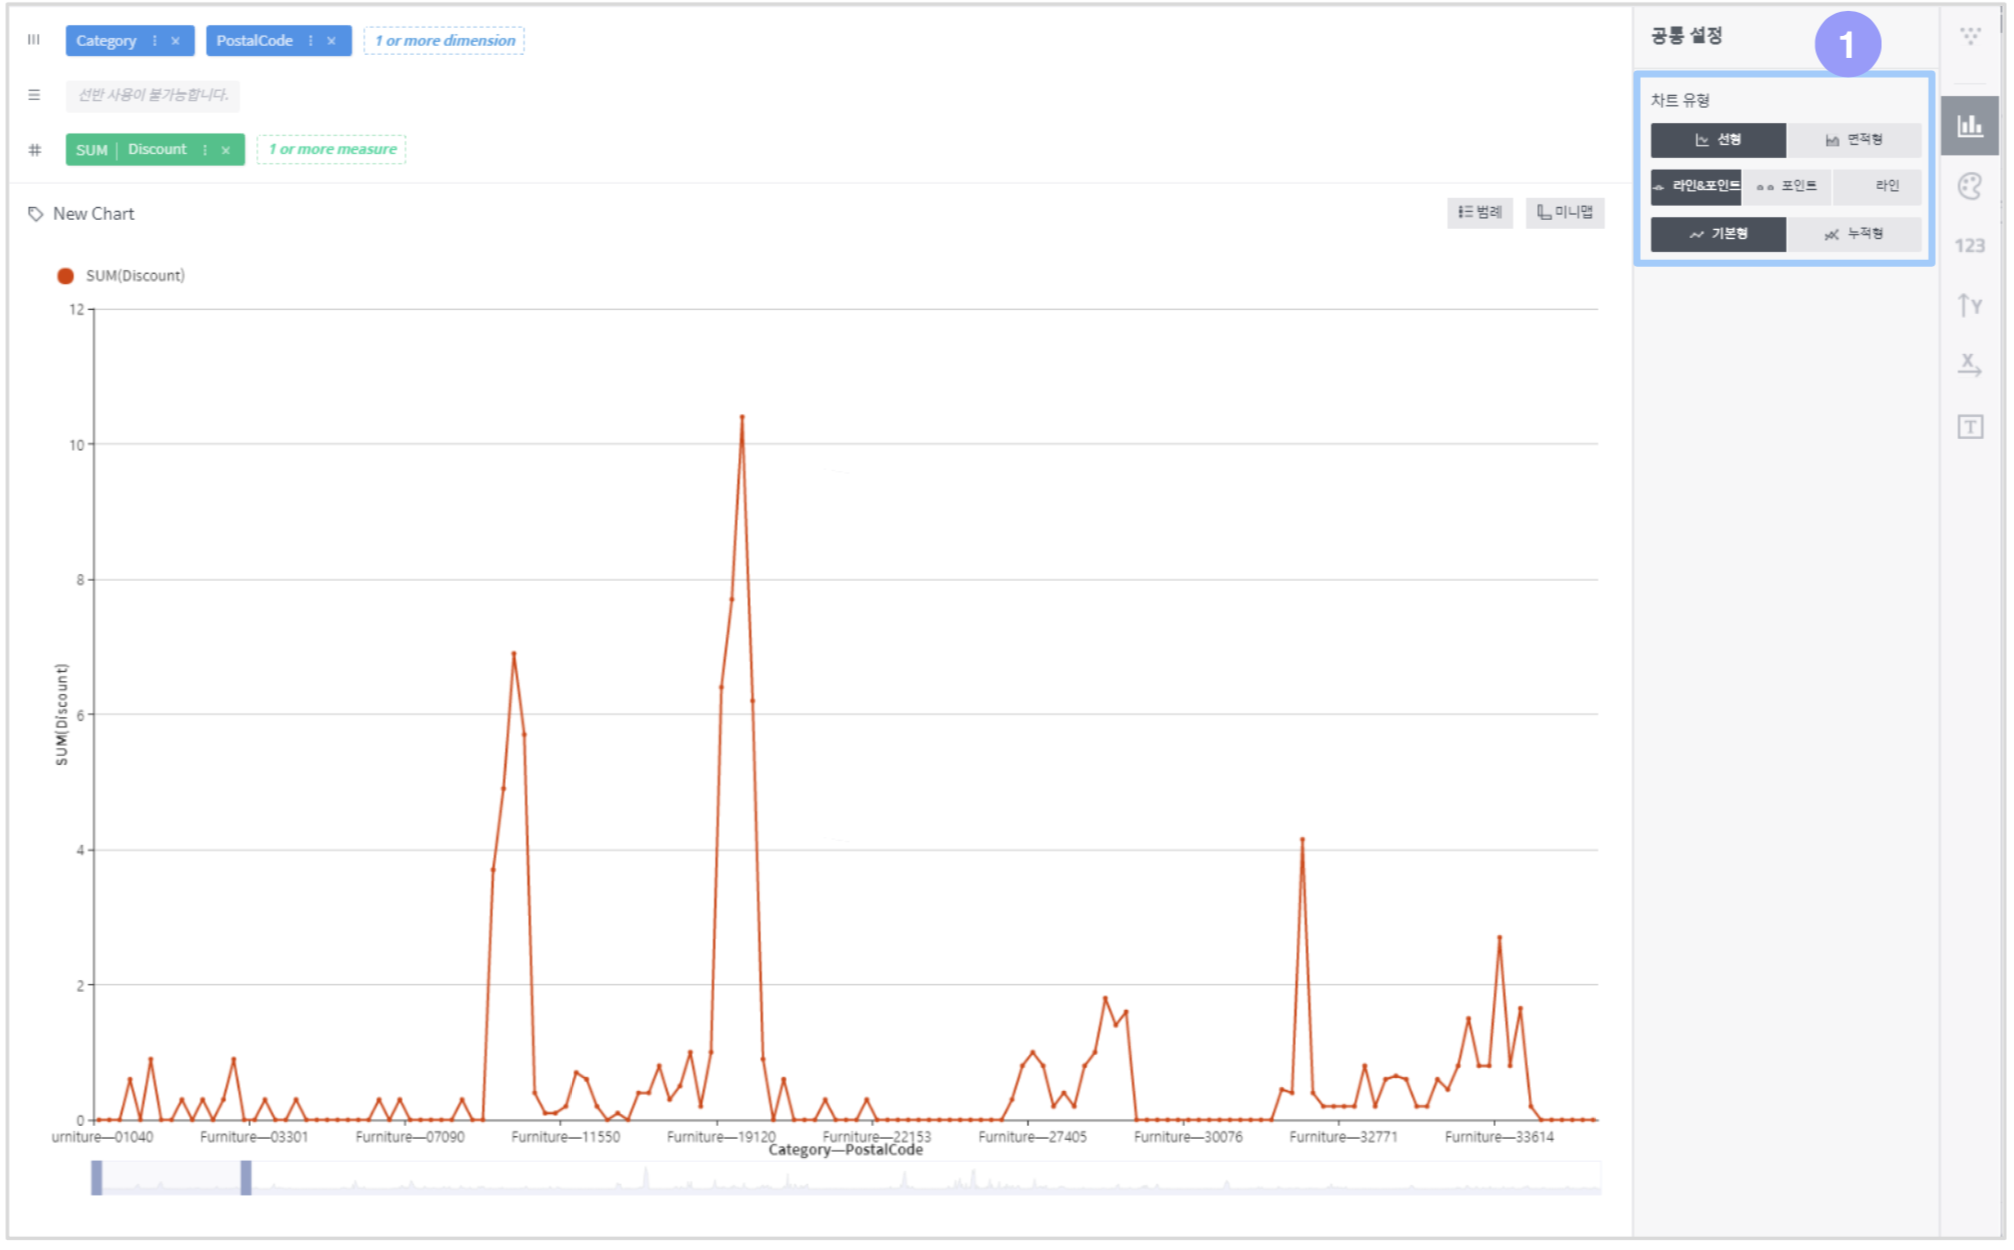 Category
PostalCode
1 or more dimension
선반 사용이 불가능합니다.
SUM | Discount
1 or more measure
New Chart
범례
미니맵
SUM(Discount)
12
10
8
6
4
2
0
SUM(Discount)
urniture—01040
Furniture—03301
Furniture—07090
Furniture—11550
Furniture—19120
Furniture—22153
Furniture—27405
Furniture—30076
Furniture—32771
Furniture—33614
Category—PostalCode
공통 설정
1
차트 유형
선형
면적형
라인&포인트
포인트
라인
기본형
누적형
123
Y
X
T